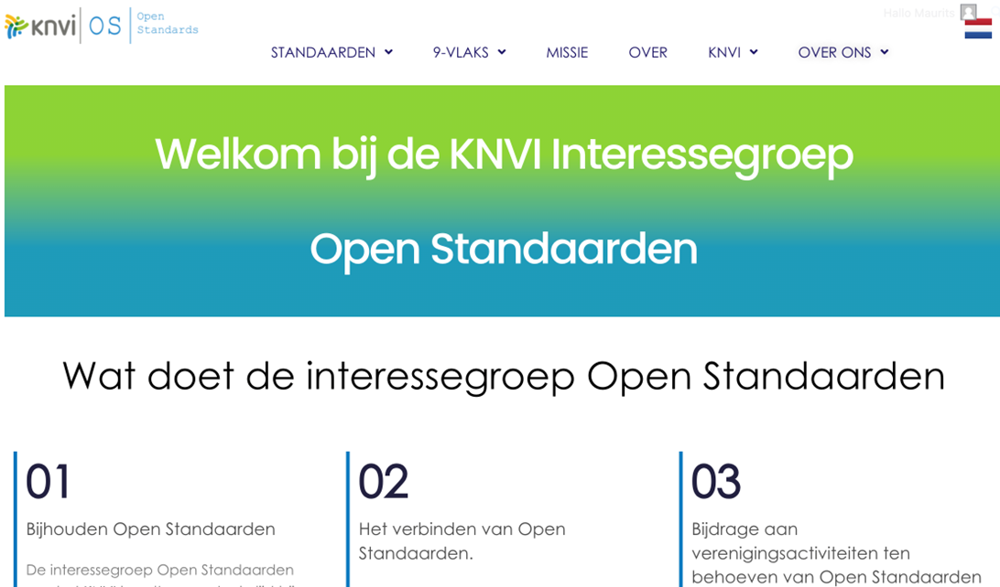 knvi OS Open
Standards
Hallo Maurits
STANDAARDEN 9-VLAKS MISSIE OVER KNVI OVER ONS
Welkom bij de KNVI Interessegroep
Open Standaarden
Wat doet de interessegroep Open Standaarden
01
Bijhouden Open Standaarden
De interessegroep Open Standaarden
02
Het verbinden van Open
Standaarden.
03
Bijdrage aan
verenigingsactiviteiten ten
behoeven van Open Standaarden